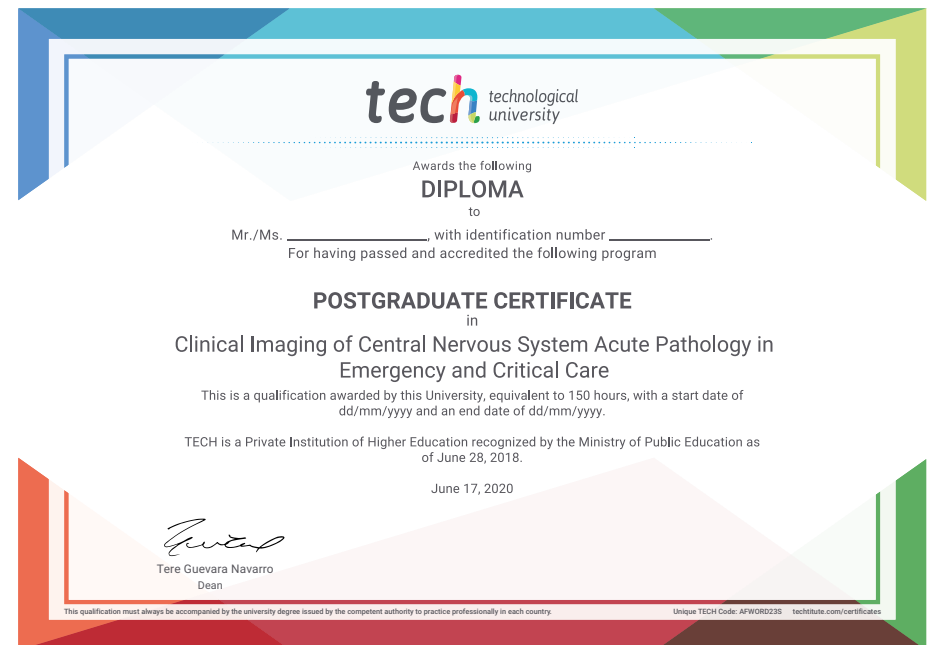 tech technological
university
Awards the following
DIPLOMA
to
Mr./Ms. ____________, with identification number ____________.
For having passed and accredited the following program
POSTGRADUATE CERTIFICATE
in
Clinical Imaging of Central Nervous System Acute Pathology in
Emergency and Critical Care
This is a qualification awarded by this University, equivalent to 150 hours, with a start date of
dd/mm/yyyy and an end date of dd/mm/yyyy.
TECH is a Private Institution of Higher Education recognized by the Ministry of Public Education as
of June 28, 2018.
June 17, 2020
Tere Guevara Navarro
Dean
This qualification must always be accompanied by the university degree issued by the competent authority to practice professionally in each country.
Unique TECH Code: AFWORD23S techtitute.com/certificates